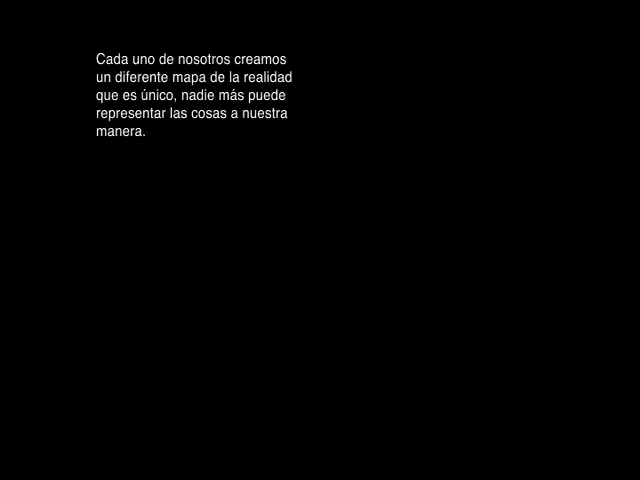 Cada uno de nosotros creamos
un diferente mapa de la realidad
que es único, nadie más puede
representar las cosas a nuestra
manera.